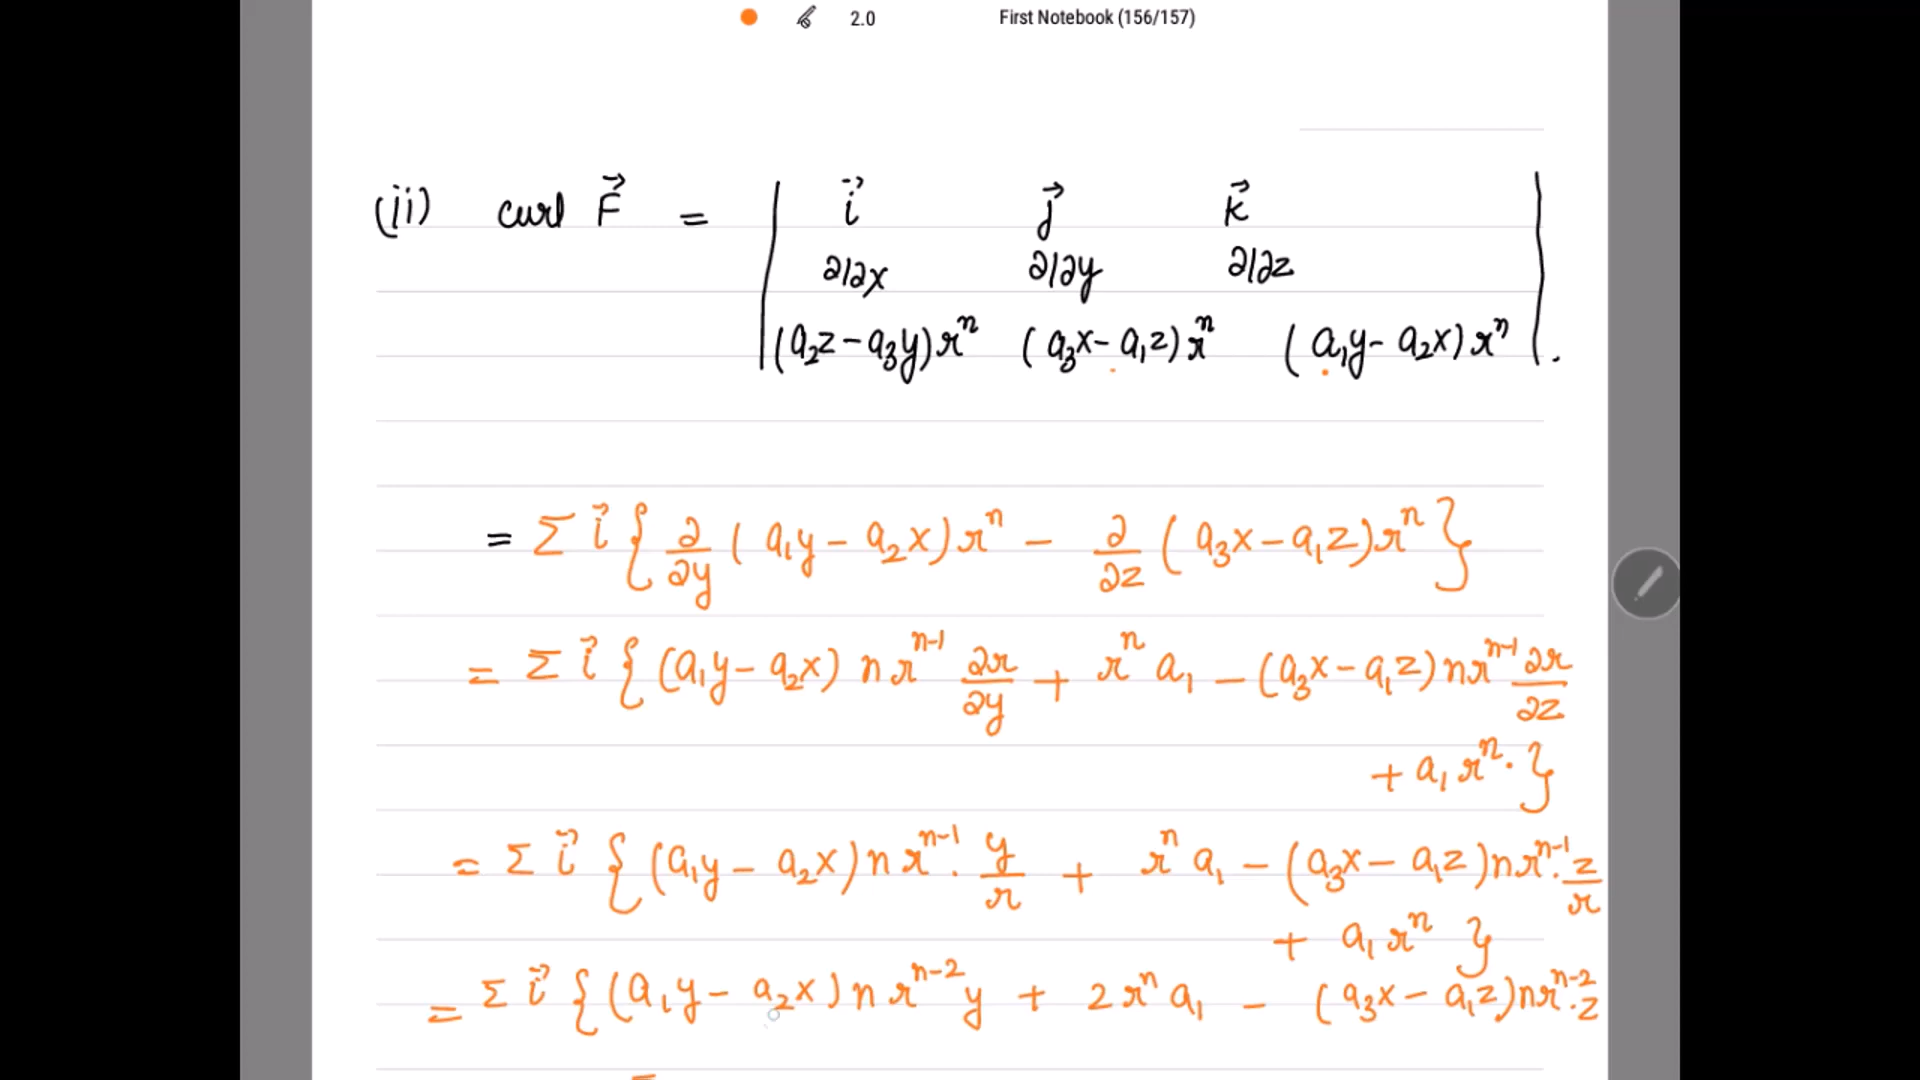 2.0 First Notebook (156/157)
(ii) curl F⃗ = | i⃗ j⃗ k⃗
∂/∂x ∂/∂y ∂/∂z
(a₂z − a₃y)rⁿ (a₃x − a₁z)rⁿ (a₁y − a₂x)rⁿ | .
= Σ i⃗ { ∂/∂y (a₁y − a₂x)rⁿ − ∂/∂z (a₃x − a₁z)rⁿ }
= Σ i⃗ { (a₁y − a₂x) n rⁿ⁻¹ ∂r/∂y + rⁿ a₁ − (a₃x − a₁z) n rⁿ⁻¹ ∂r/∂z
+ a₁ rⁿ . }
= Σ i⃗ { (a₁y − a₂x) n rⁿ⁻¹ . y/r + rⁿ a₁ − (a₃x − a₁z) n rⁿ⁻¹ . z/r
+ a₁ rⁿ }
= Σ i⃗ { (a₁y − a₂x) n rⁿ⁻² y + 2 rⁿ a₁ − (a₃x − a₁z) n rⁿ⁻² . z